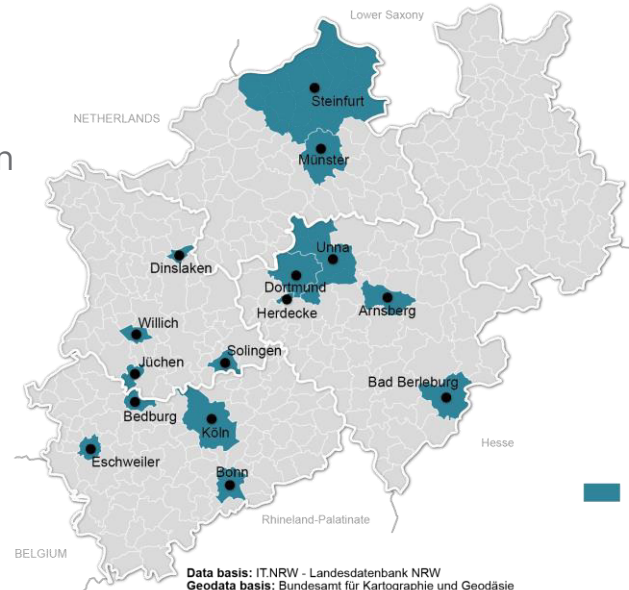 Lower Saxony
Steinfurt
NETHERLANDS
n
Münster
Unna
Dinslaken
Dortmund
Herdecke
Arnsberg
Willich
Solingen
Jüchen
Bad Berleburg
Bedburg
Köln
Hesse
Eschweiler
Bonn
Rhineland-Palatinate
BELGIUM
Data basis: IT.NRW - Landesdatenbank NRW
Geodata basis: Bundesamt für Kartographie und Geodäsie